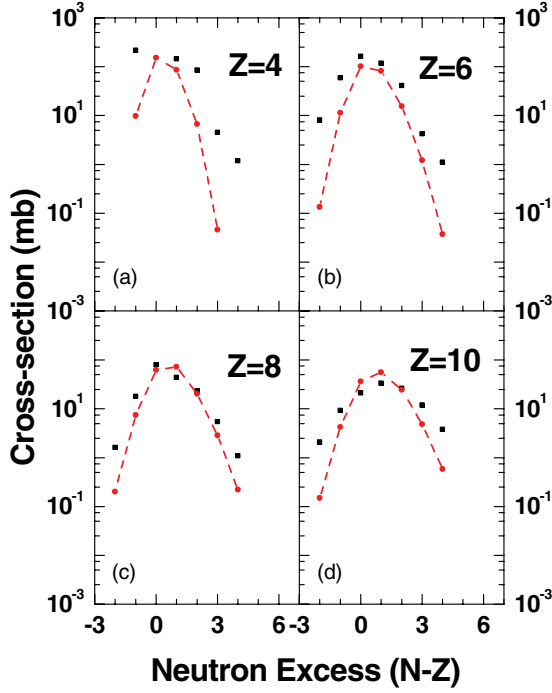 10^3
10^3
Z=4
Z=6
10^1
10^1
10^-1
10^-1
(a)
(b)
10^-3
10^-3
Cross-section (mb)
Z=8
Z=10
10^1
10^1
10^-1
10^-1
(c)
(d)
10^-3
10^-3
-3 0 3 6 -3 0 3 6
Neutron Excess (N-Z)